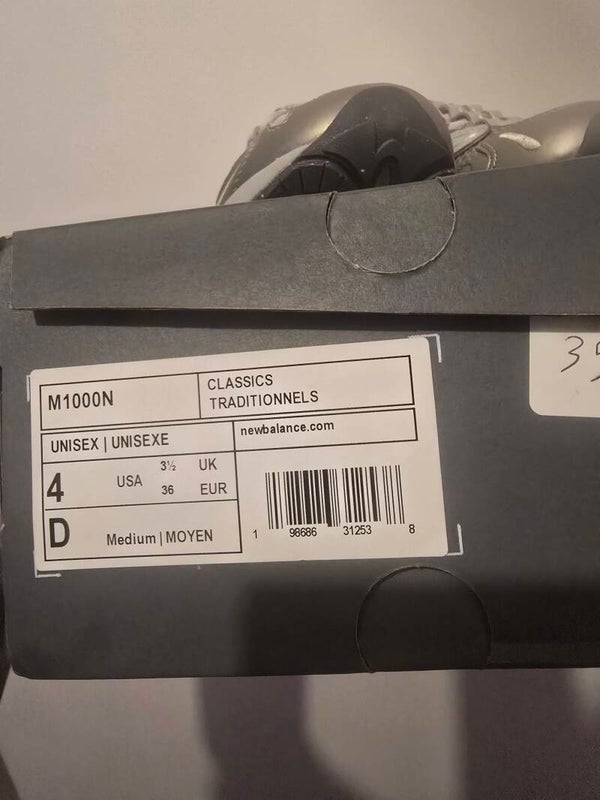 M1000N
CLASSICS
TRADITIONNELS
UNISEX | UNISEXE
newbalance.com
4 USA 3½ UK
36 EUR
D Medium | MOYEN
1 98686 31253 8